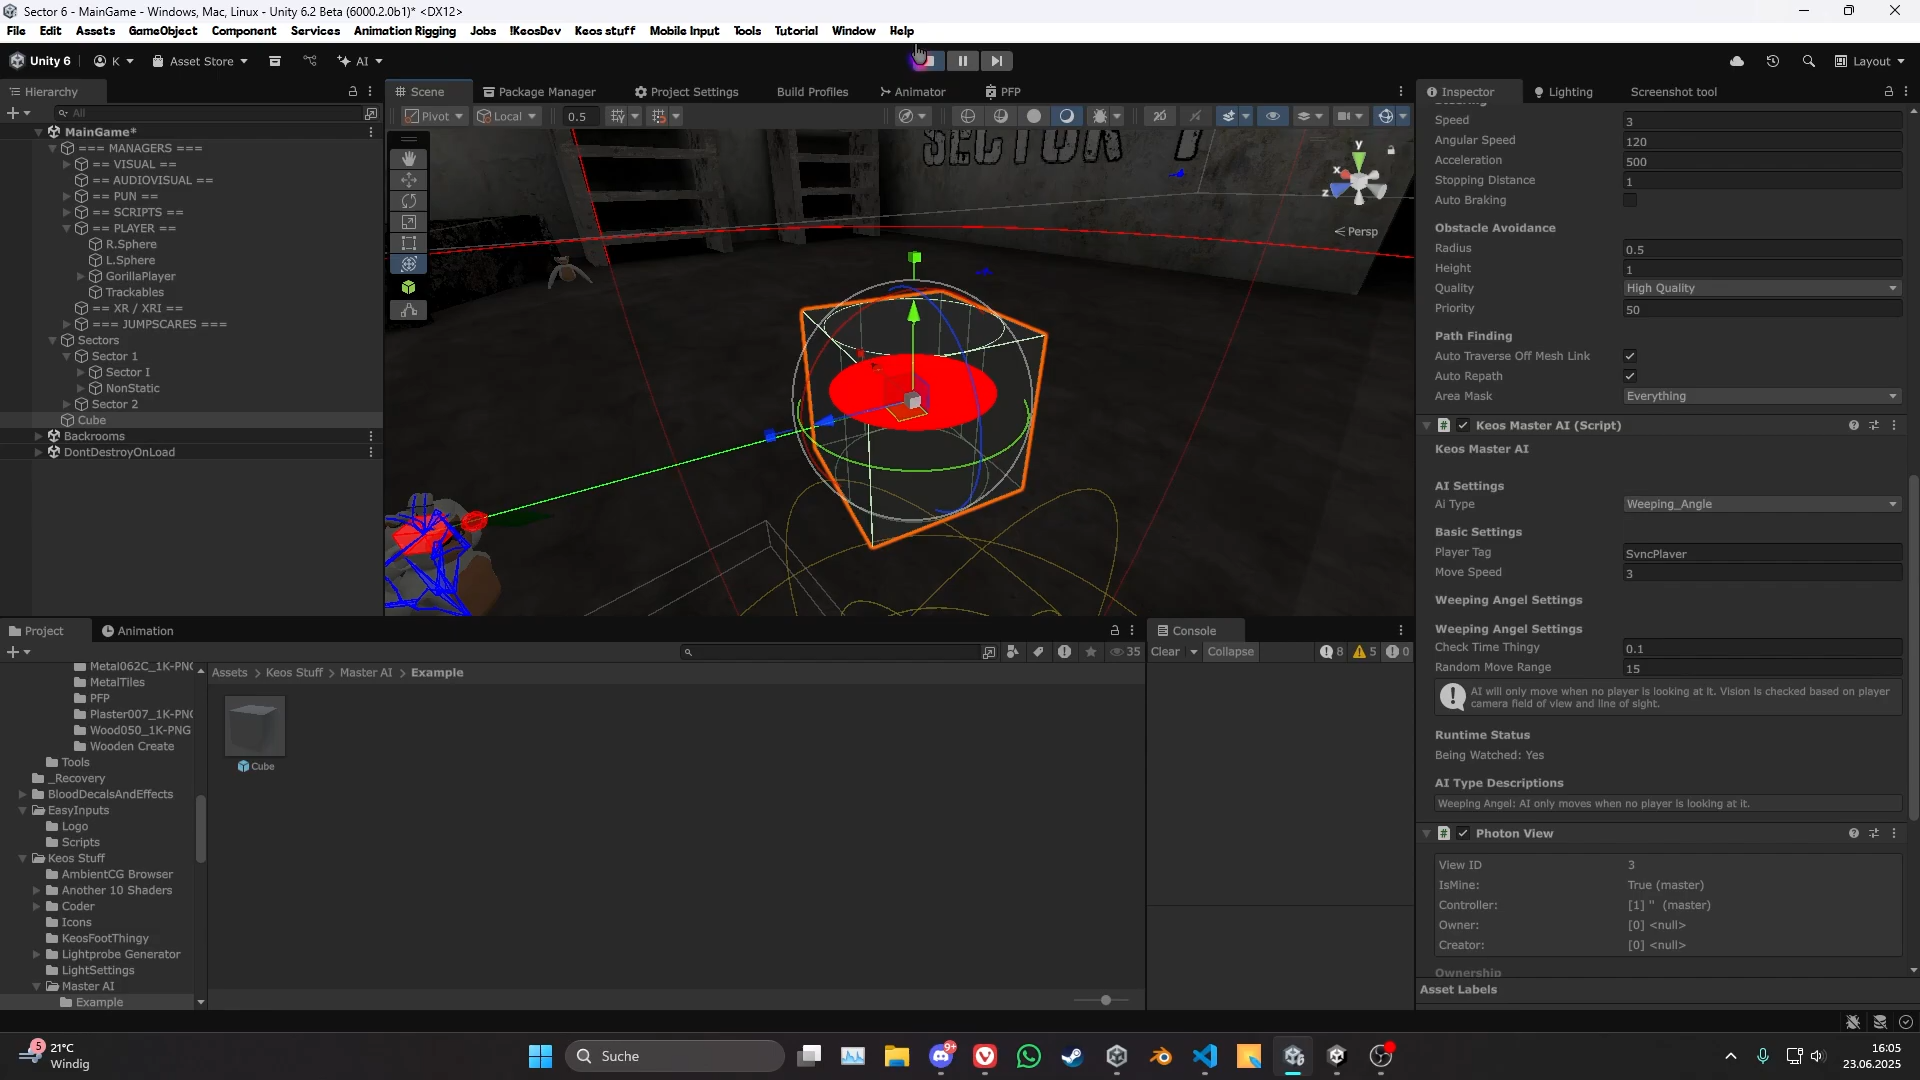 Sector 6 - MainGame - Windows, Mac, Linux - Unity 6.2 Beta (6000.2.0b1)* <DX12>
File Edit Assets GameObject Component Services Animation Rigging Jobs !KeosDev Keos stuff Mobile Input Tools Tutorial Window Help
Unity 6 K Asset Store AI Layout
Hierarchy
All
MainGame*
=== MANAGERS ===
== VISUAL ==
== AUDIOVISUAL ==
== PUN ==
== SCRIPTS ==
== PLAYER ==
R.Sphere
L.Sphere
GorillaPlayer
Trackables
== XR / XRI ==
=== JUMPSCARES ===
Sectors
Sector 1
Sector I
NonStatic
Sector 2
Cube
Backrooms
DontDestroyOnLoad
Scene Package Manager Project Settings Build Profiles Animator PFP
Pivot Local 0.5
SECTOR
y
x
z
Persp
Inspector Lighting Screenshot tool
Speed 3
Angular Speed 120
Acceleration 500
Stopping Distance 1
Auto Braking
Obstacle Avoidance
Radius 0.5
Height 1
Quality High Quality
Priority 50
Path Finding
Auto Traverse Off Mesh Link
Auto Repath
Area Mask Everything
# Keos Master AI (Script)
Keos Master AI
AI Settings
Ai Type Weeping_Angle
Basic Settings
Player Tag SyncPlayer
Move Speed 3
Weeping Angel Settings
Weeping Angel Settings
Check Time Thingy 0.1
Random Move Range 15
AI will only move when no player is looking at it. Vision is checked based on player
camera field of view and line of sight.
Runtime Status
Being Watched: Yes
AI Type Descriptions
Weeping Angel: AI only moves when no player is looking at it.
# Photon View
View ID 3
IsMine: True (master)
Controller: [1] '' (master)
Owner: [0] <null>
Creator: [0] <null>
Ownership
Asset Labels
Project Animation
35
Metal062C_1K-PN
MetalTiles
PFP
Plaster007_1K-PN
Wood050_1K-PNG
Wooden Create
Tools
_Recovery
BloodDecalsAndEffects
EasyInputs
Logo
Scripts
Keos Stuff
AmbientCG Browser
Another 10 Shaders
Coder
Icons
KeosFootThingy
Lightprobe Generator
LightSettings
Master AI
Example
Assets > Keos Stuff > Master AI > Example
Cube
Console
Clear Collapse 8 5 0
5
21°C
Windig
Suche
9+
16:05
23.06.2025